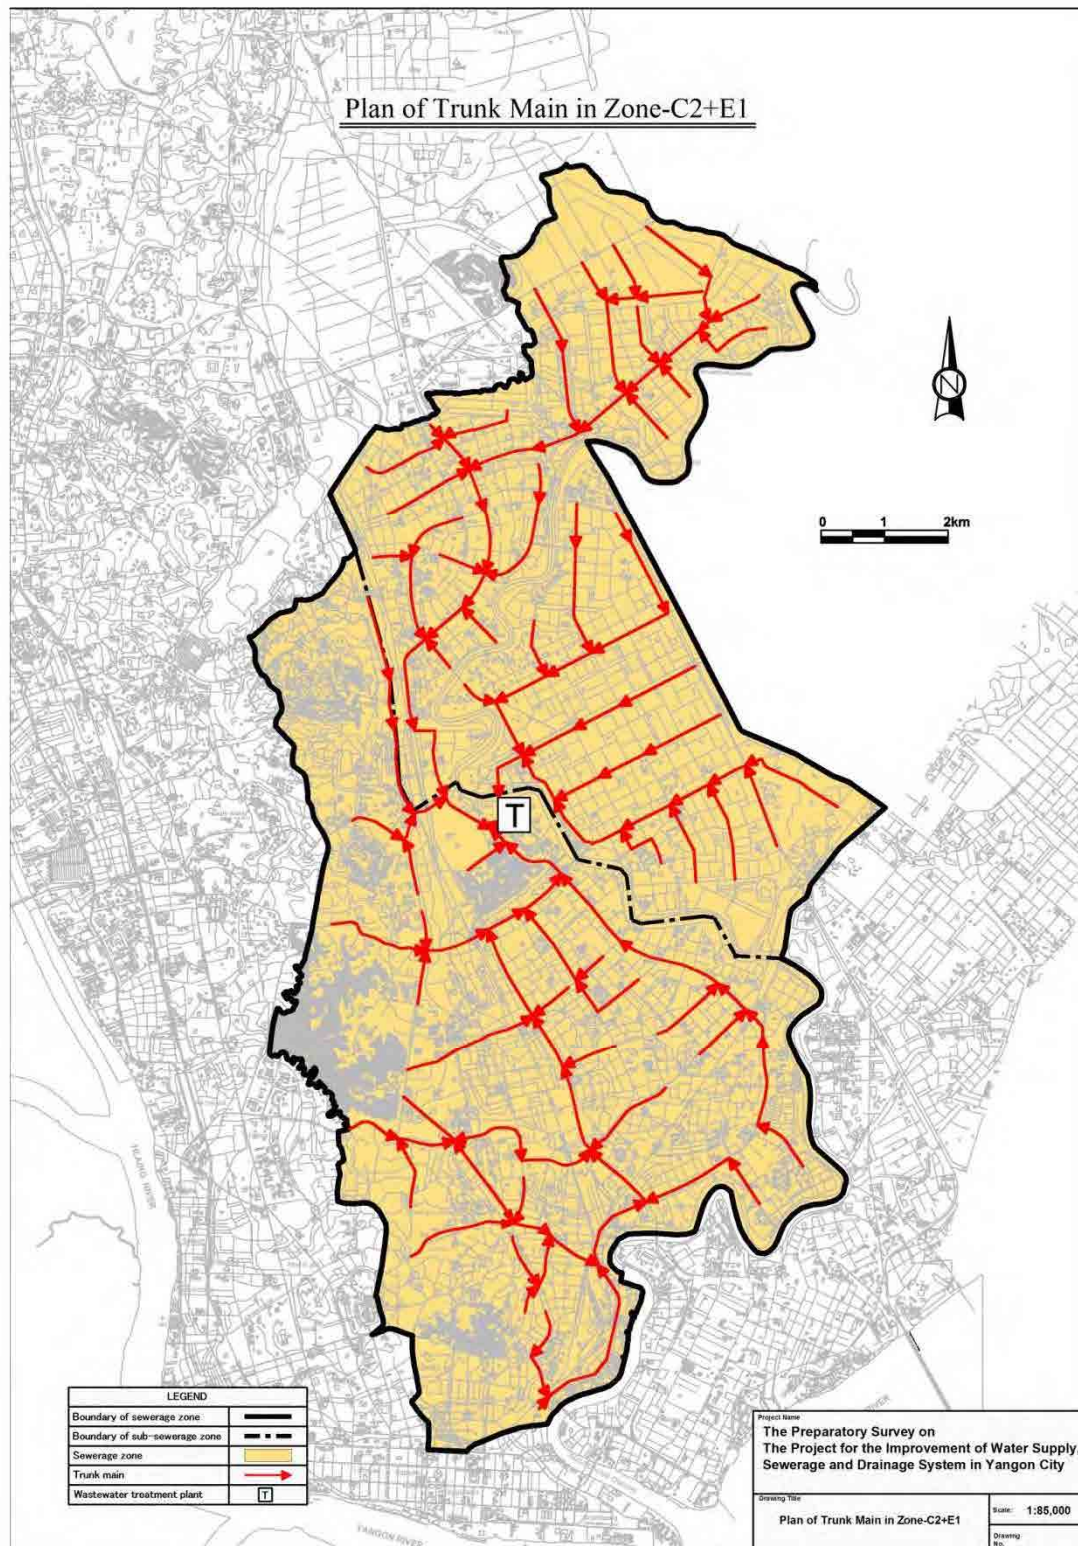 Plan of Trunk Main in Zone-C2+E1
N
0 1 2km
T
HLAING RIVER
LEGEND
Boundary of sewerage zone
Boundary of sub-sewerage zone
Sewerage zone
Trunk main
Wastewater treatment plant T
YANGON RIVER
RIVER
Project Name
The Preparatory Survey on
The Project for the Improvement of Water Supply,
Sewerage and Drainage System in Yangon City
Drawing Title
Plan of Trunk Main in Zone-C2+E1
Scale: 1:85,000
Drawing
No.